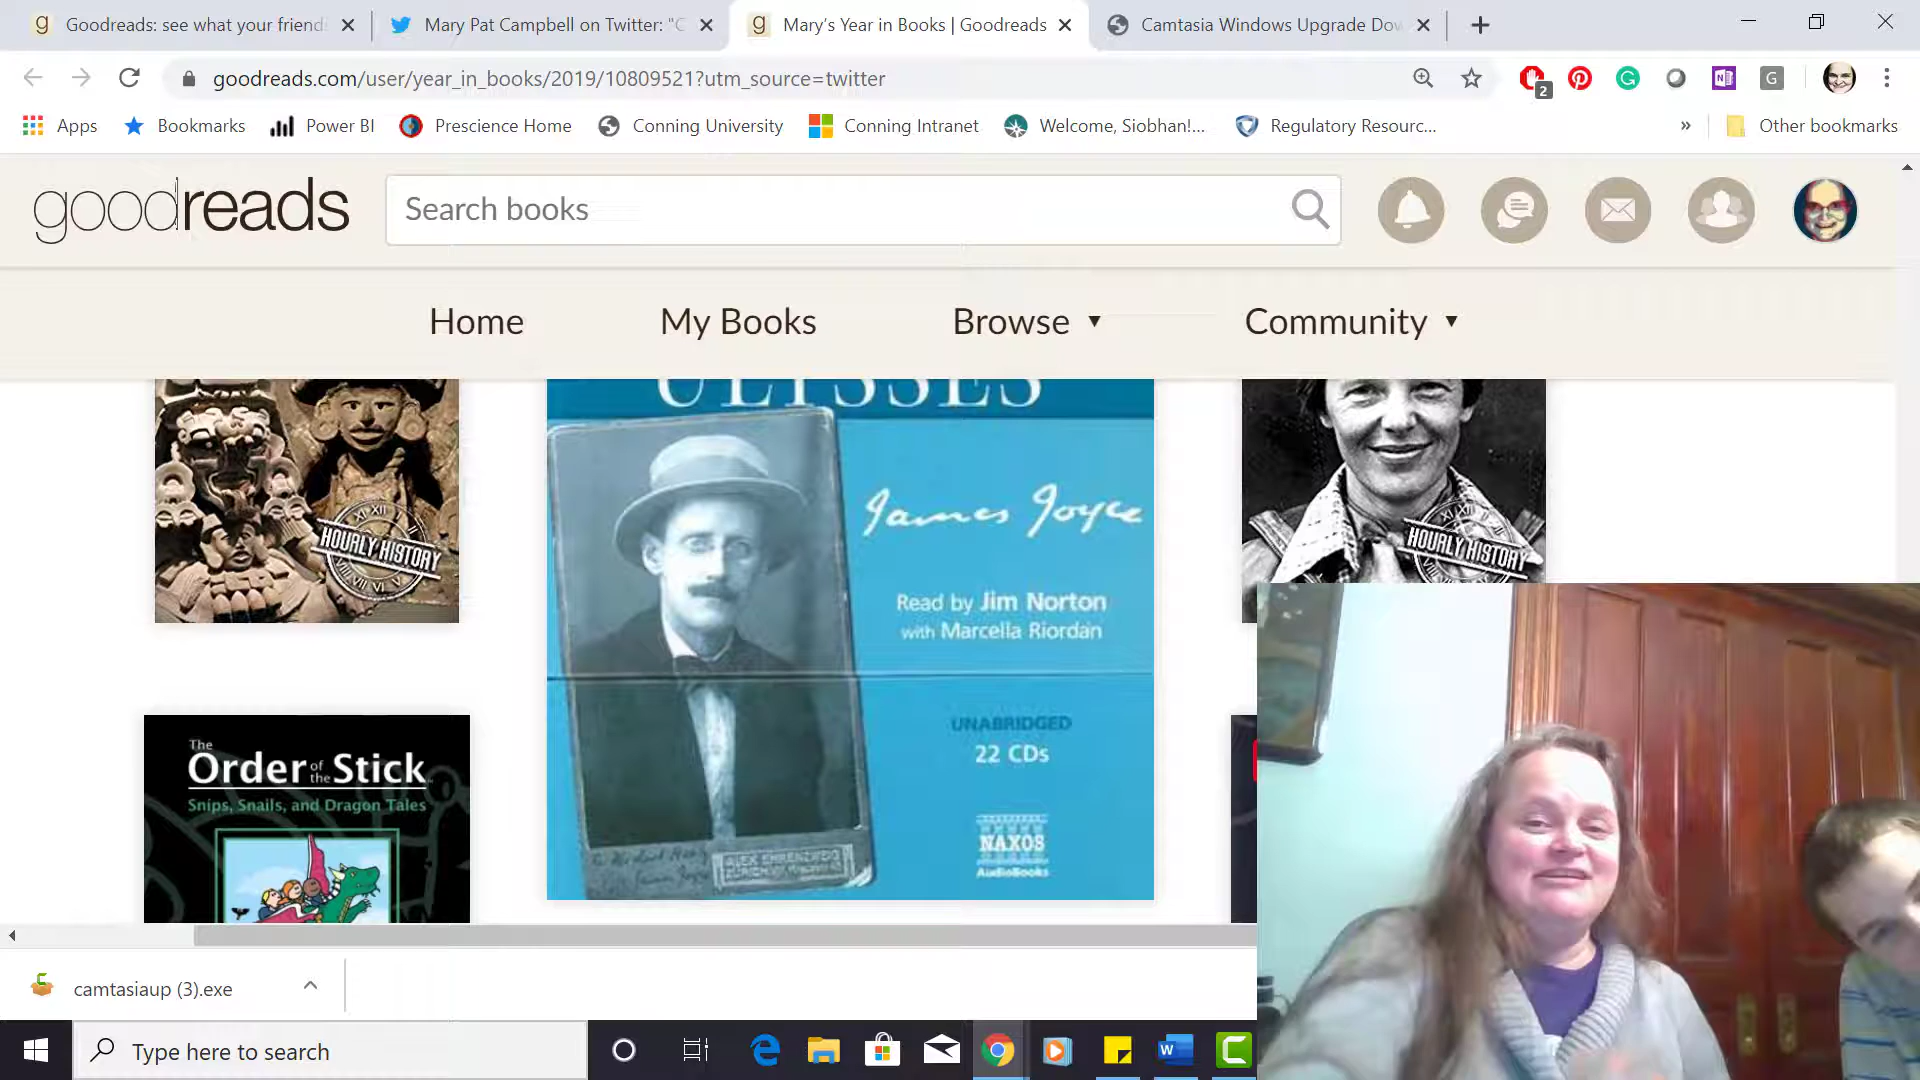 Goodreads: see what your friend
Mary Pat Campbell on Twitter: "C
Mary's Year in Books | Goodreads
Camtasia Windows Upgrade Dow
goodreads.com/user/year_in_books/2019/10809521?utm_source=twitter
2
Apps
Bookmarks
Power BI
Prescience Home
Conning University
Conning Intranet
Welcome, Siobhan!...
Regulatory Resourc...
»
Other bookmarks
goodreads
Search books
Home
My Books
Browse
Community
ULYSSES
James Joyce
Read by Jim Norton
with Marcella Riordan
UNABRIDGED
22 CDs
NAXOS
AudioBooks
HOURLY HISTORY
HOURLY HISTORY
The
Order of the Stick
Snips, Snails, and Dragon Tales
camtasiaup (3).exe
Type here to search